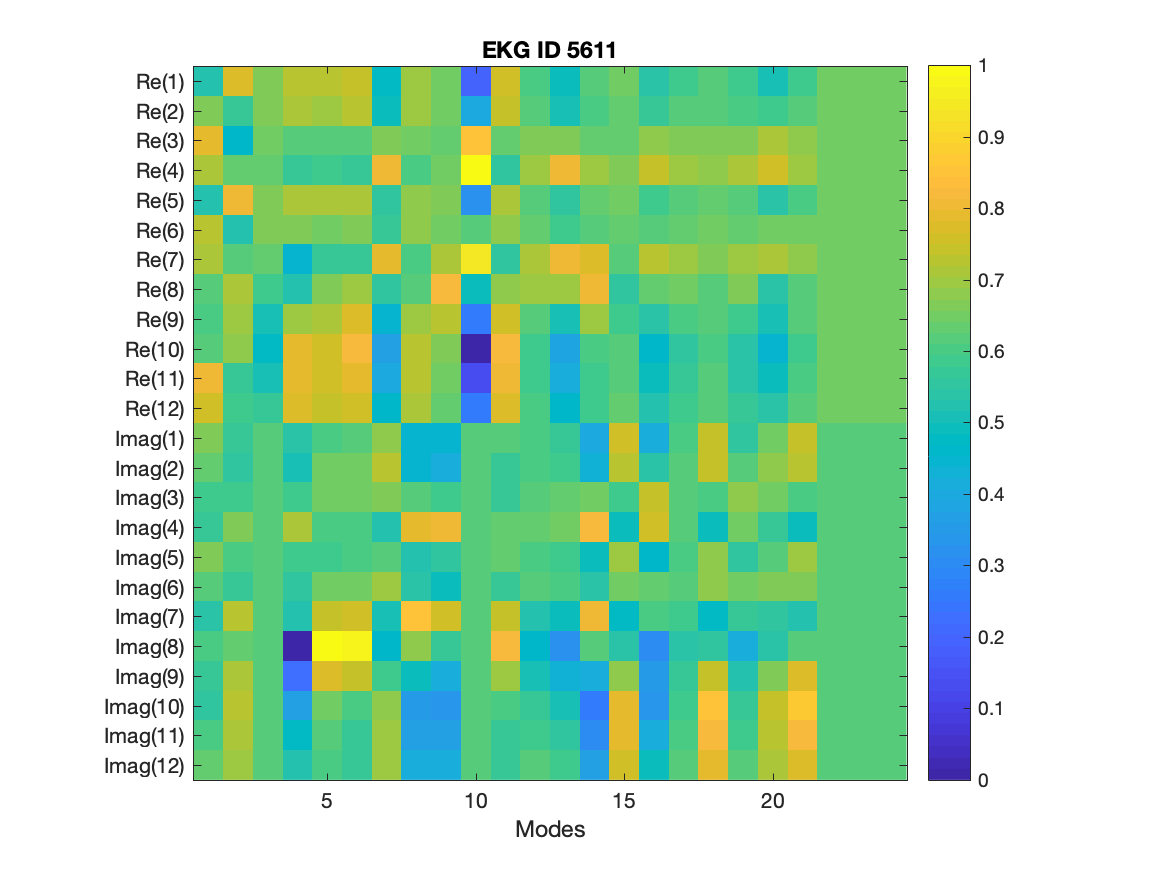 EKG ID 5611
Re(1)
Re(2)
Re(3)
Re(4)
Re(5)
Re(6)
Re(7)
Re(8)
Re(9)
Re(10)
Re(11)
Re(12)
Imag(1)
Imag(2)
Imag(3)
Imag(4)
Imag(5)
Imag(6)
Imag(7)
Imag(8)
Imag(9)
Imag(10)
Imag(11)
Imag(12)
5 10 15 20
Modes
1
0.9
0.8
0.7
0.6
0.5
0.4
0.3
0.2
0.1
0